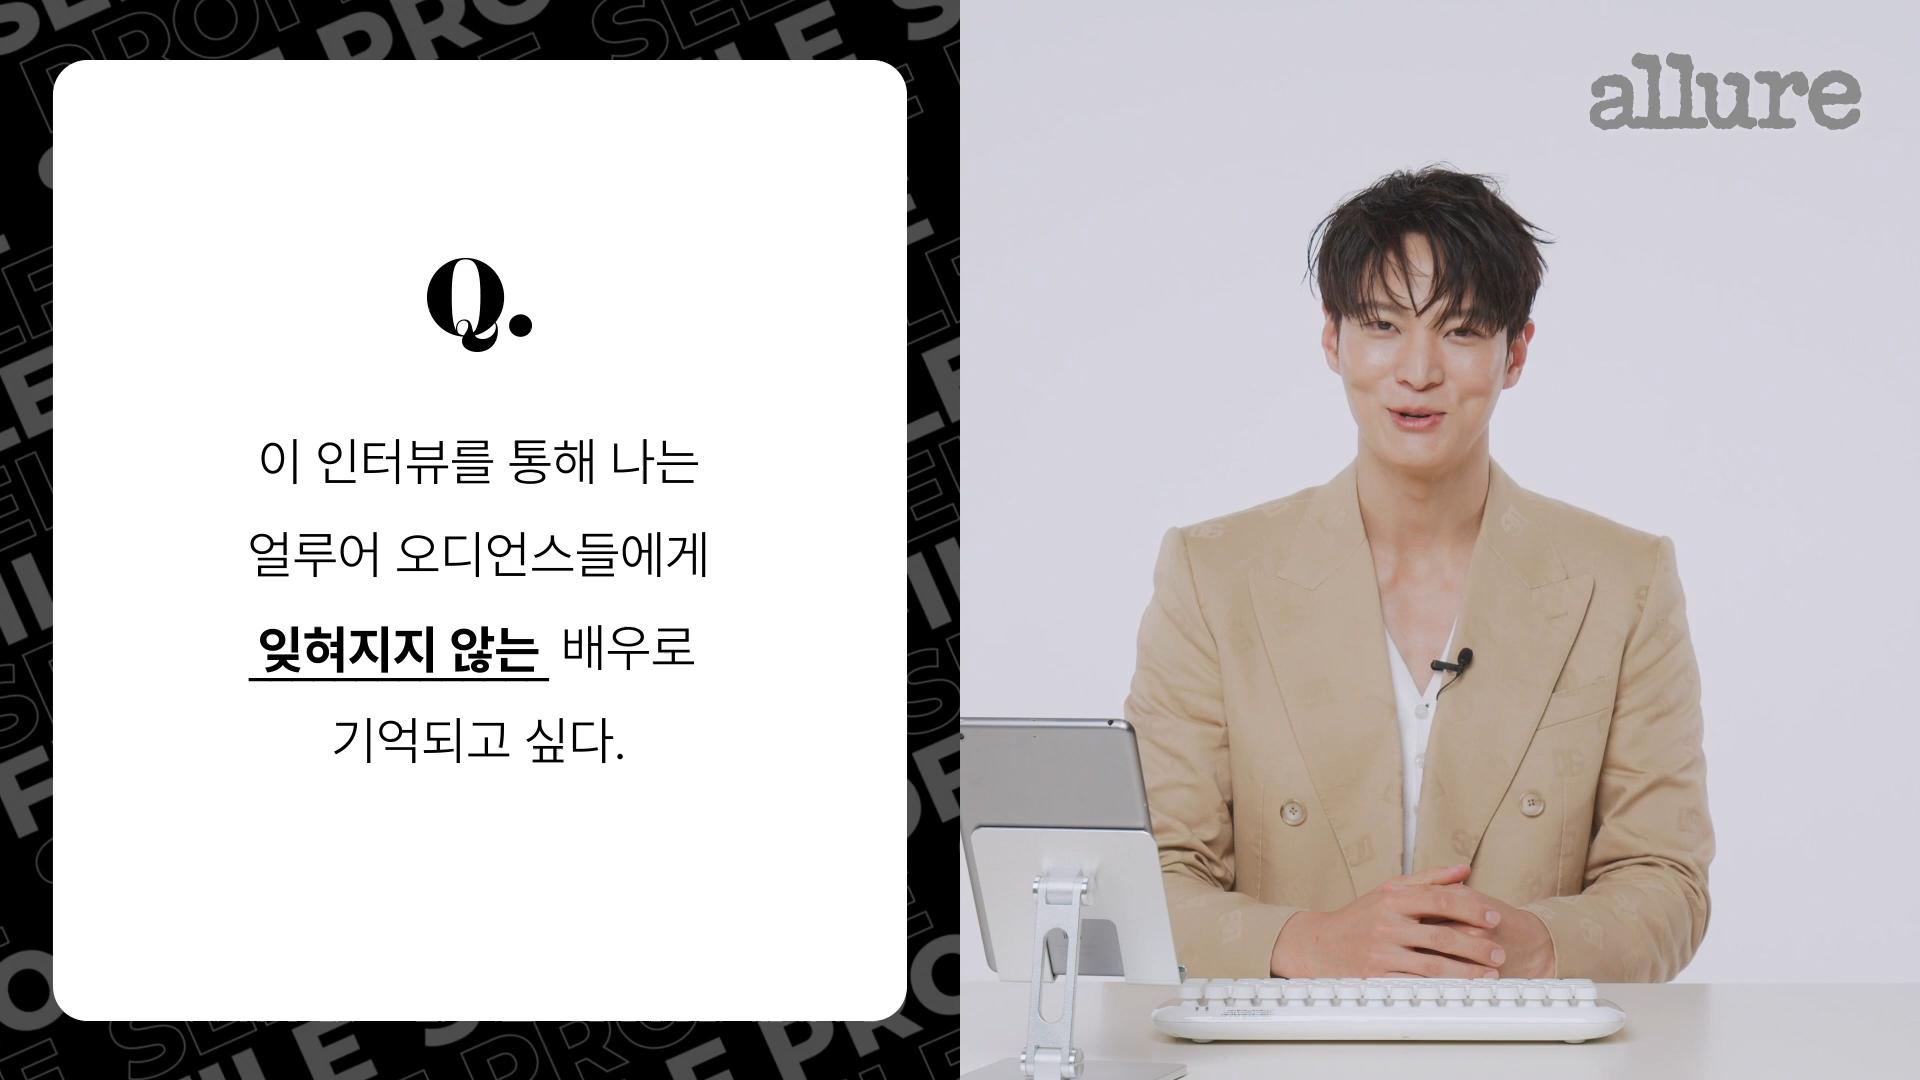 Q.
이 인터뷰를 통해 나는
얼루어 오디언스들에게
잊혀지지 않는 배우로
기억되고 싶다.
allure